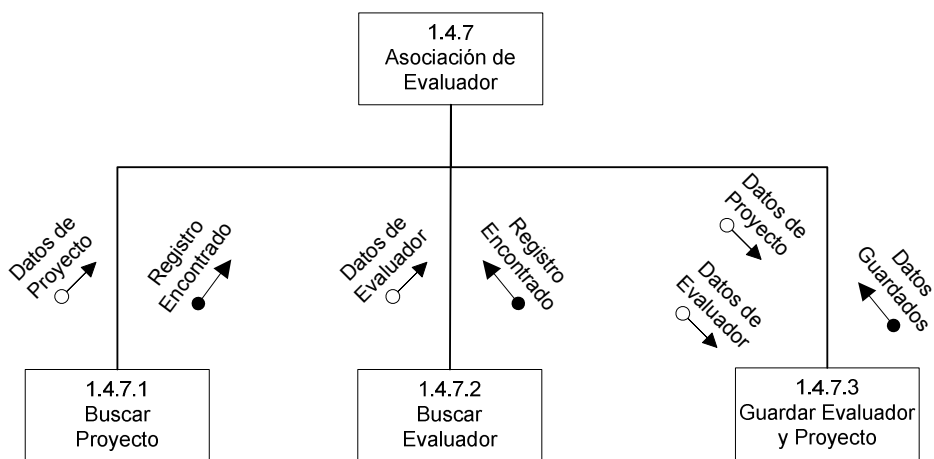 1.4.7
Asociación de
Evaluador
Datos de
Proyecto
Registro
Encontrado
Datos de
Evaluador
Registro
Encontrado
Datos de
Proyecto
Datos de
Evaluador
Datos
Guardados
1.4.7.1
Buscar
Proyecto
1.4.7.2
Buscar
Evaluador
1.4.7.3
Guardar Evaluador
y Proyecto